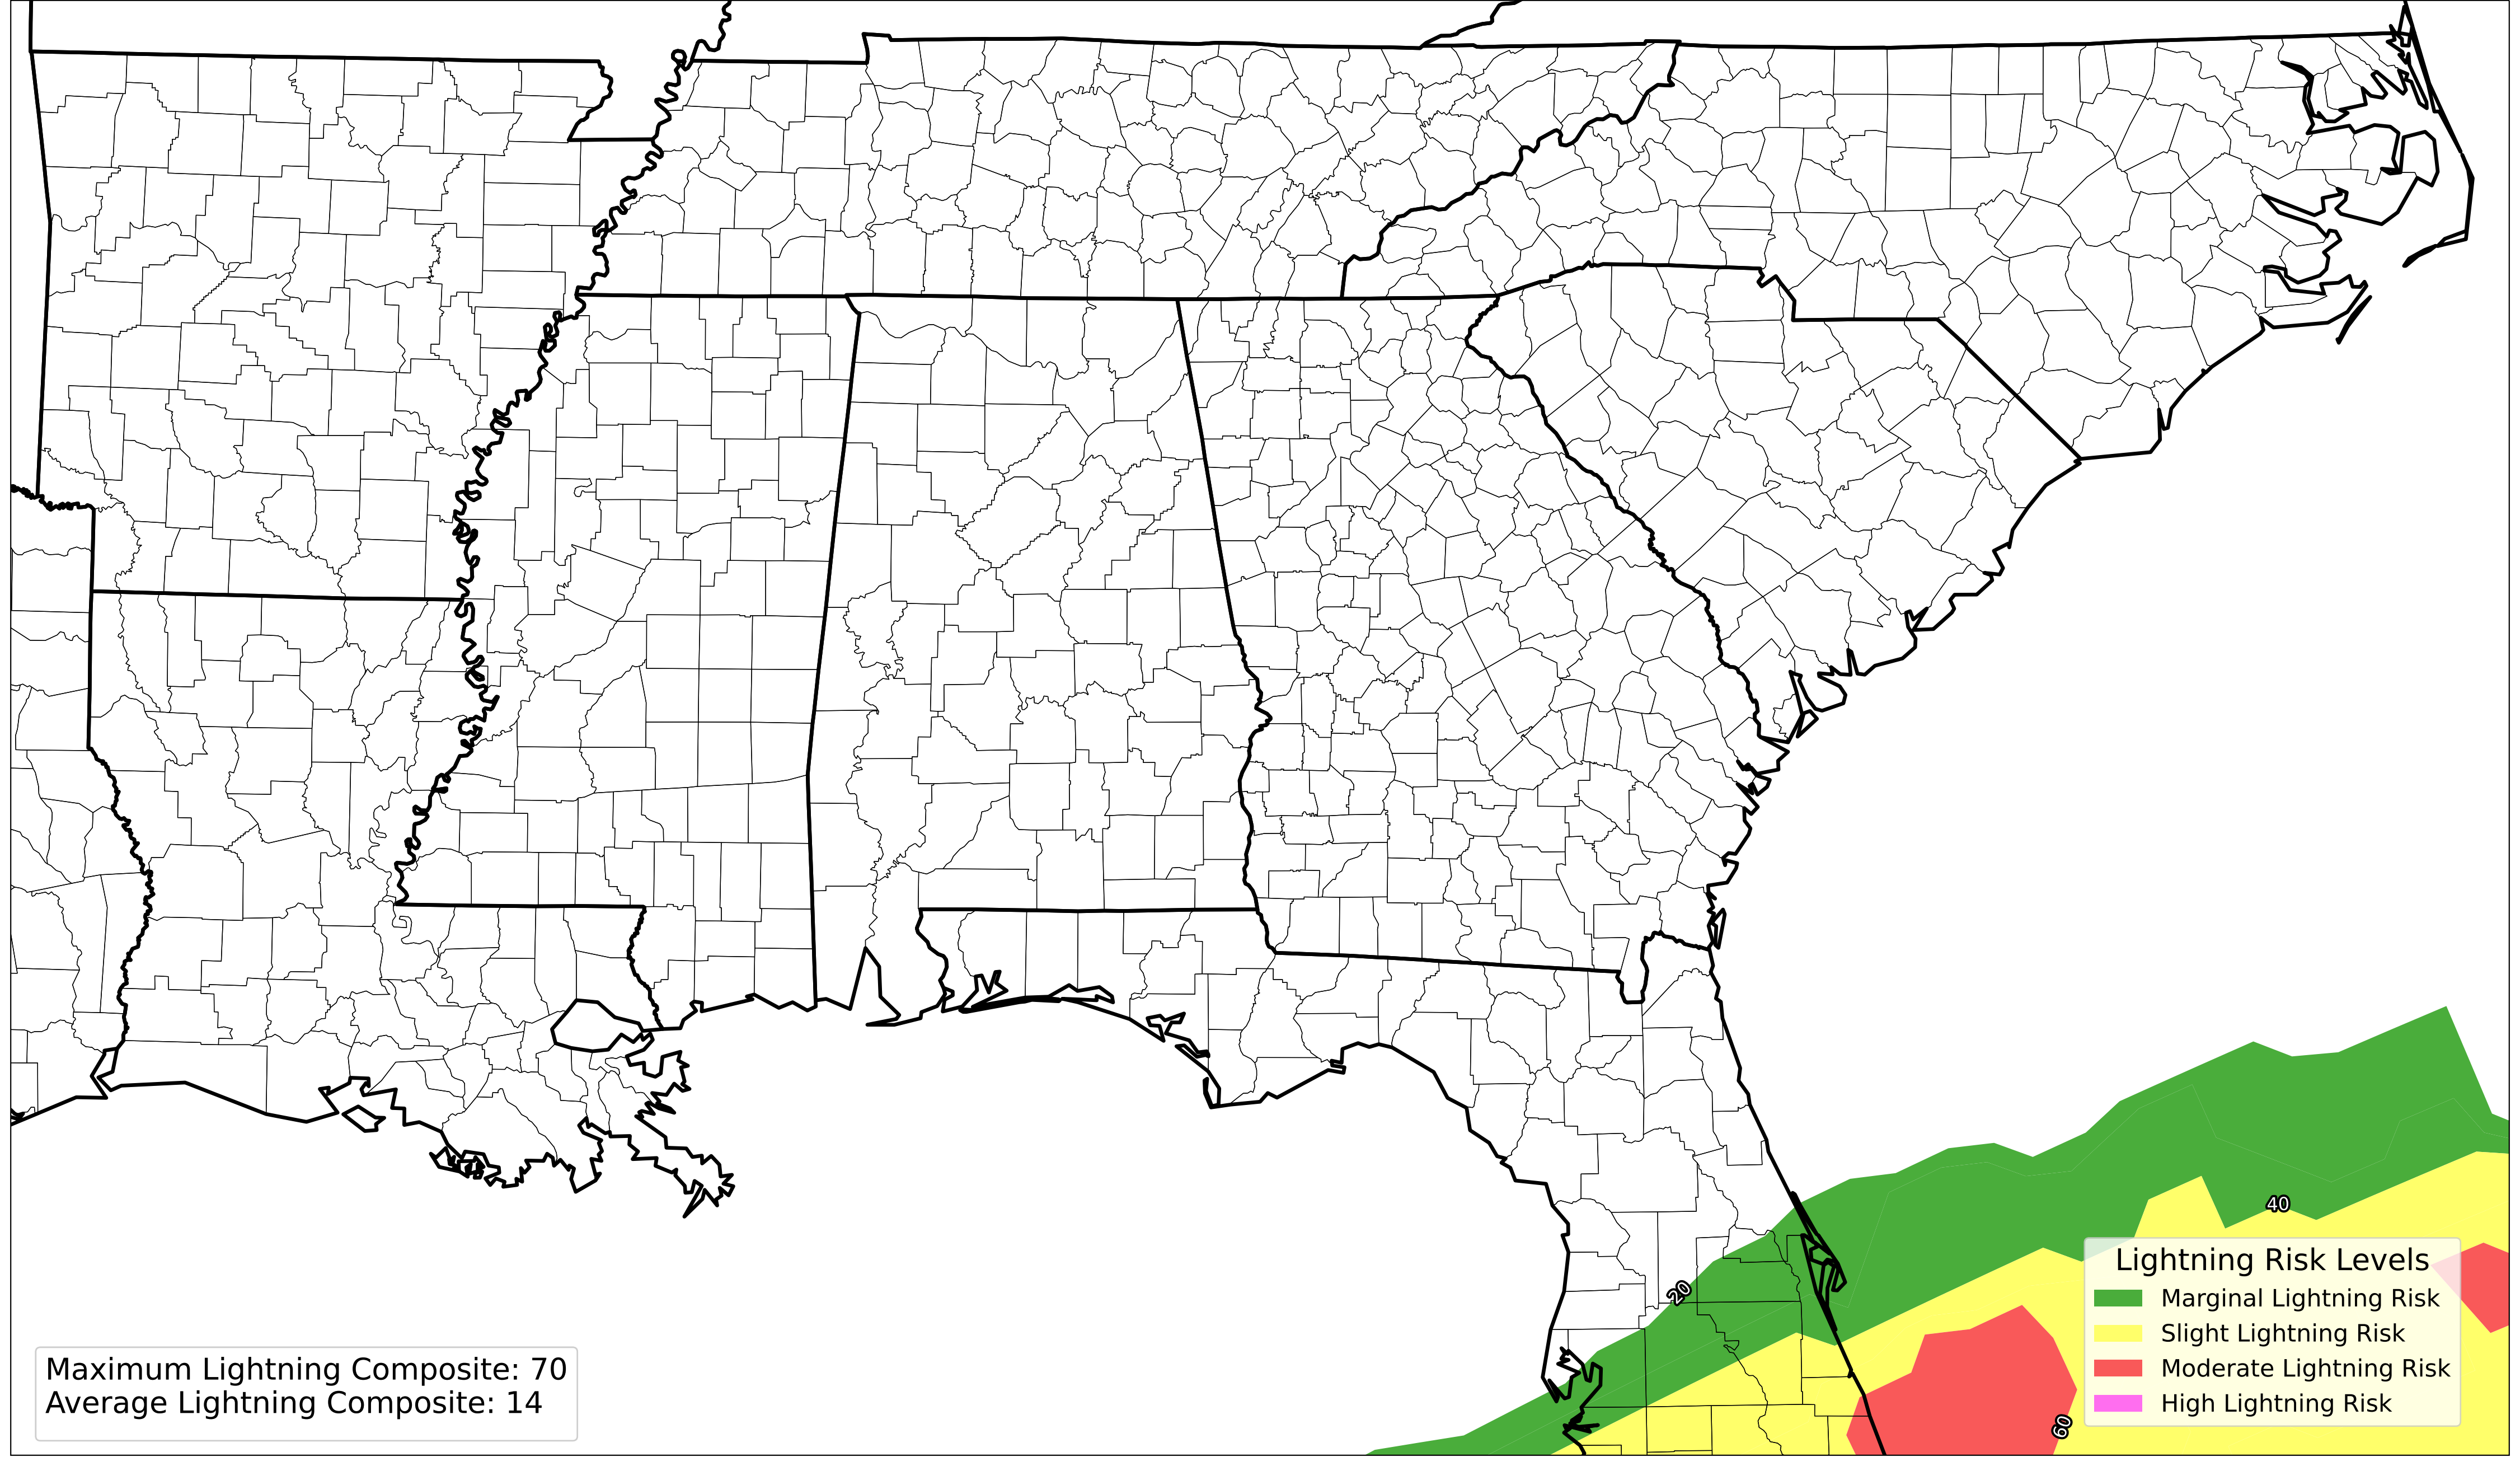 40
20
60
Lightning Risk Levels
Marginal Lightning Risk
Slight Lightning Risk
Moderate Lightning Risk
High Lightning Risk
Maximum Lightning Composite: 70
Average Lightning Composite: 14